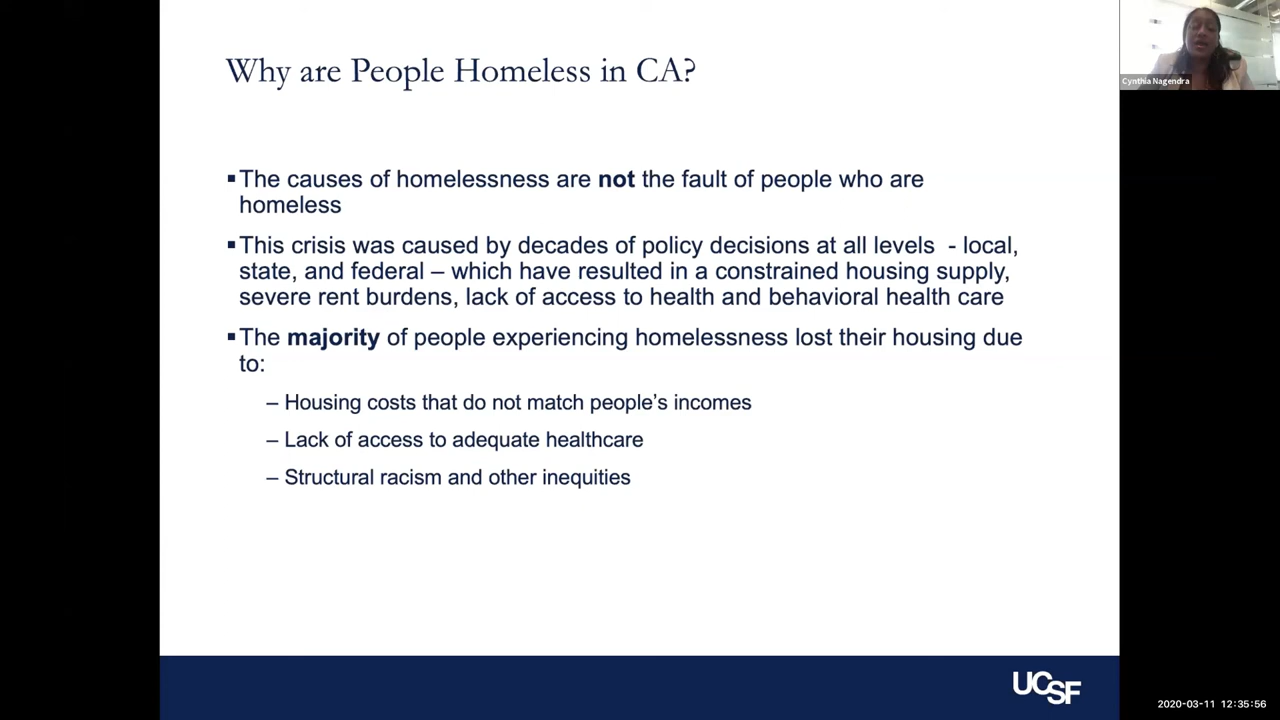 Why are People Homeless in CA?
Cynthia Nagendra
▪The causes of homelessness are not the fault of people who are
homeless
▪This crisis was caused by decades of policy decisions at all levels - local,
state, and federal – which have resulted in a constrained housing supply,
severe rent burdens, lack of access to health and behavioral health care
▪The majority of people experiencing homelessness lost their housing due
to:
– Housing costs that do not match people’s incomes
– Lack of access to adequate healthcare
– Structural racism and other inequities
UCSF
2020-03-11 12:35:56